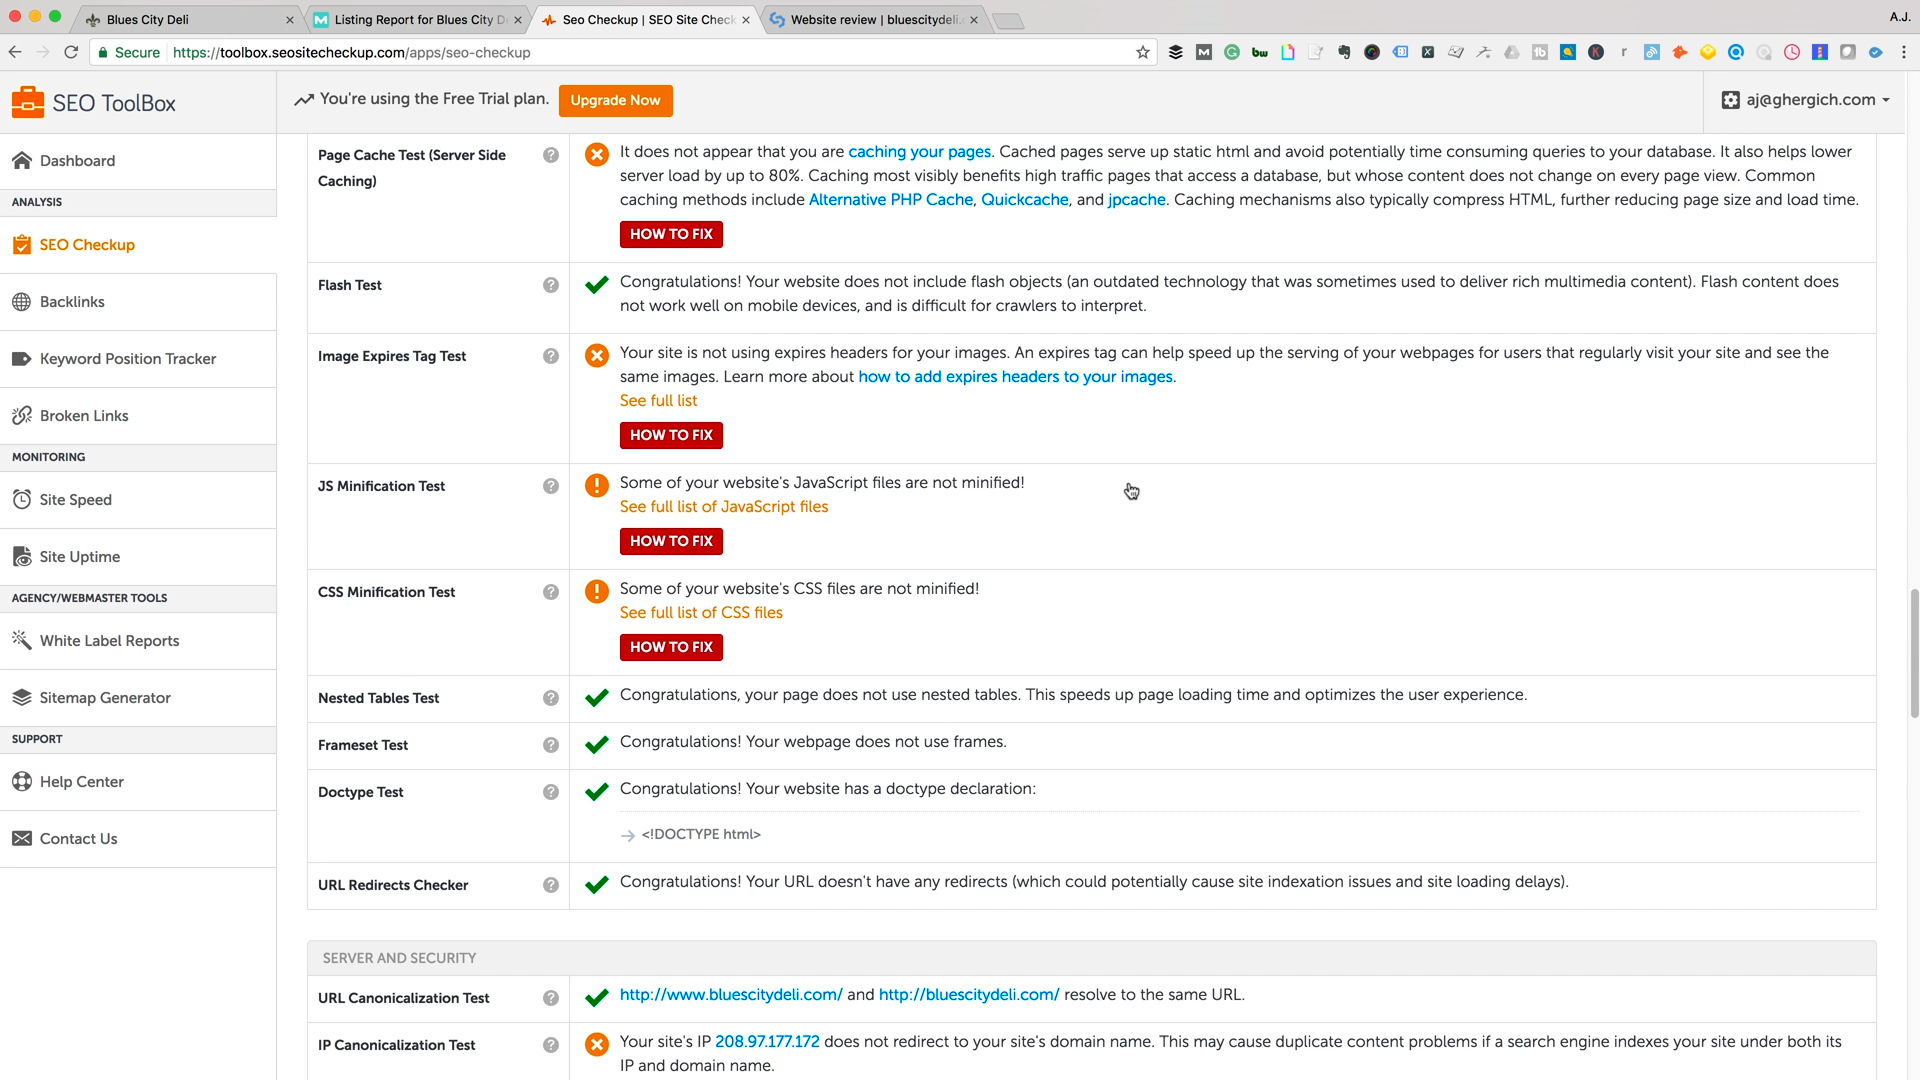 Blues City Deli
Listing Report for Blues City D
Seo Checkup | SEO Site Check
Website review | bluescitydeli.
A.J.
Secure
https://toolbox.seositecheckup.com/apps/seo-checkup
SEO ToolBox
You're using the Free Trial plan.
Upgrade Now
aj@ghergich.com
Dashboard
ANALYSIS
SEO Checkup
Backlinks
Keyword Position Tracker
Broken Links
MONITORING
Site Speed
Site Uptime
AGENCY/WEBMASTER TOOLS
White Label Reports
Sitemap Generator
SUPPORT
Help Center
Contact Us
Page Cache Test (Server Side
Caching)
It does not appear that you are caching your pages. Cached pages serve up static html and avoid potentially time consuming queries to your database. It also helps lower
server load by up to 80%. Caching most visibly benefits high traffic pages that access a database, but whose content does not change on every page view. Common
caching methods include Alternative PHP Cache, Quickcache, and jpcache. Caching mechanisms also typically compress HTML, further reducing page size and load time.
HOW TO FIX
Flash Test
Congratulations! Your website does not include flash objects (an outdated technology that was sometimes used to deliver rich multimedia content). Flash content does
not work well on mobile devices, and is difficult for crawlers to interpret.
Image Expires Tag Test
Your site is not using expires headers for your images. An expires tag can help speed up the serving of your webpages for users that regularly visit your site and see the
same images. Learn more about how to add expires headers to your images.
See full list
HOW TO FIX
JS Minification Test
Some of your website's JavaScript files are not minified!
See full list of JavaScript files
HOW TO FIX
CSS Minification Test
Some of your website's CSS files are not minified!
See full list of CSS files
HOW TO FIX
Nested Tables Test
Congratulations, your page does not use nested tables. This speeds up page loading time and optimizes the user experience.
Frameset Test
Congratulations! Your webpage does not use frames.
Doctype Test
Congratulations! Your website has a doctype declaration:
<!DOCTYPE html>
URL Redirects Checker
Congratulations! Your URL doesn't have any redirects (which could potentially cause site indexation issues and site loading delays).
SERVER AND SECURITY
URL Canonicalization Test
http://www.bluescitydeli.com/ and http://bluescitydeli.com/ resolve to the same URL.
IP Canonicalization Test
Your site's IP 208.97.177.172 does not redirect to your site's domain name. This may cause duplicate content problems if a search engine indexes your site under both its
IP and domain name.